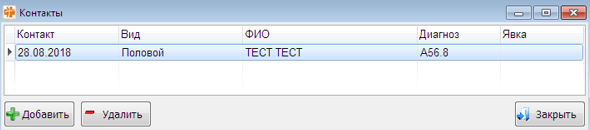 Контакты
Контакт Вид ФИО Диагноз Явка
28.08.2018 Половой ТЕСТ ТЕСТ A56.8
Добавить Удалить Закрыть